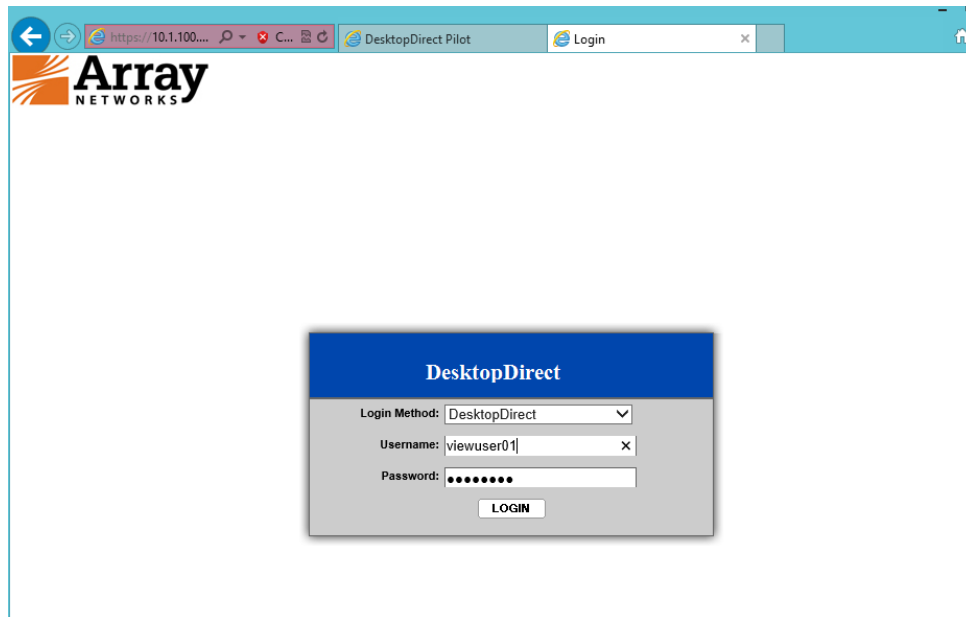 https://10.1.100.... C... DesktopDirect Pilot Login
Array
NETWORKS
DesktopDirect
Login Method: DesktopDirect
Username: viewuser01
Password: ●●●●●●●●
LOGIN